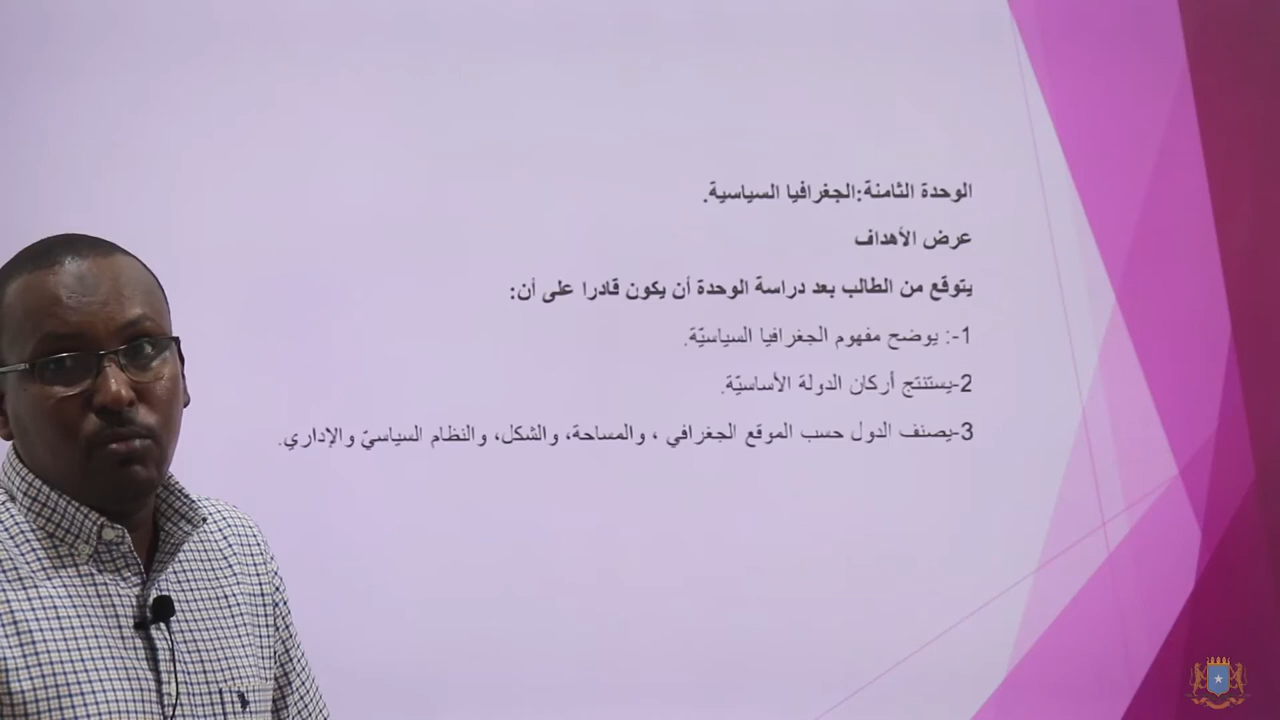 الوحدة الثامنة:الجغرافيا السياسية.
عرض الأهداف
يتوقع من الطالب بعد دراسة الوحدة أن يكون قادرا على أن:
1-: يوضح مفهوم الجغرافيا السياسيّة.
2-يستنتج أركان الدولة الأساسيّة.
3-يصنف الدول حسب الموقع الجغرافي ، والمساحة، والشكل، والنظام السياسيّ والإداري.